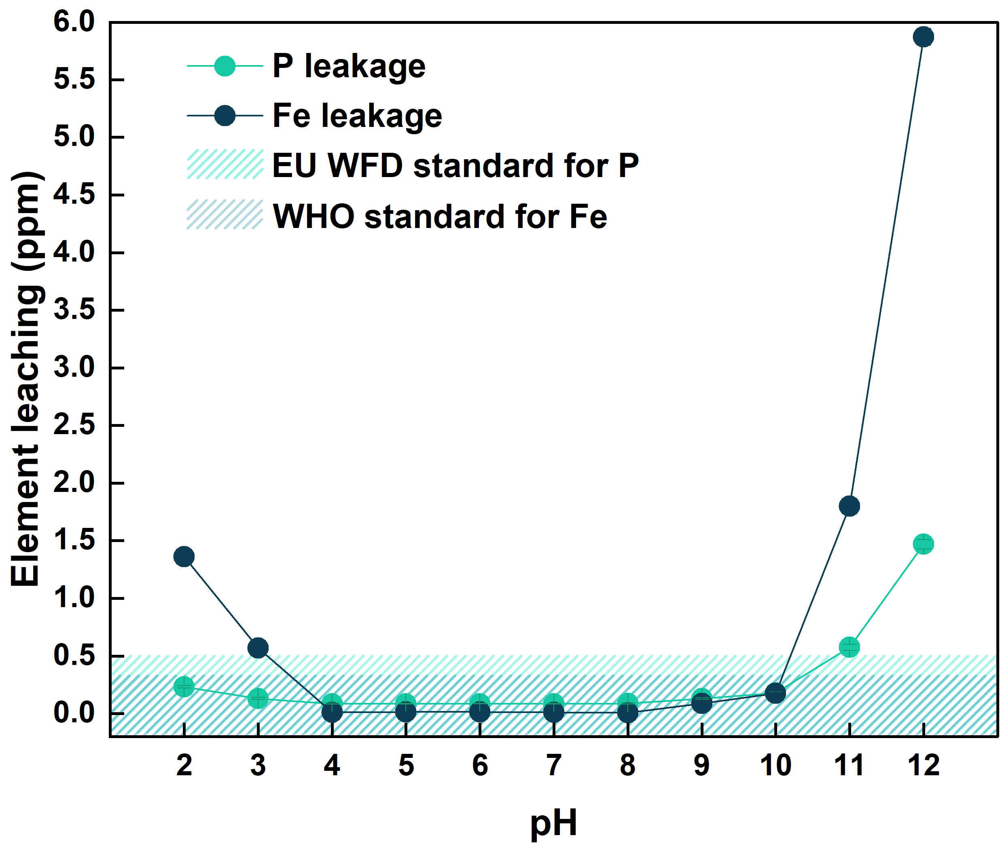 6.0
5.5
5.0
4.5
4.0
3.5
3.0
2.5
2.0
1.5
1.0
0.5
0.0
Element leaching (ppm)
P leakage
Fe leakage
EU WFD standard for P
WHO standard for Fe
2 3 4 5 6 7 8 9 10 11 12
pH